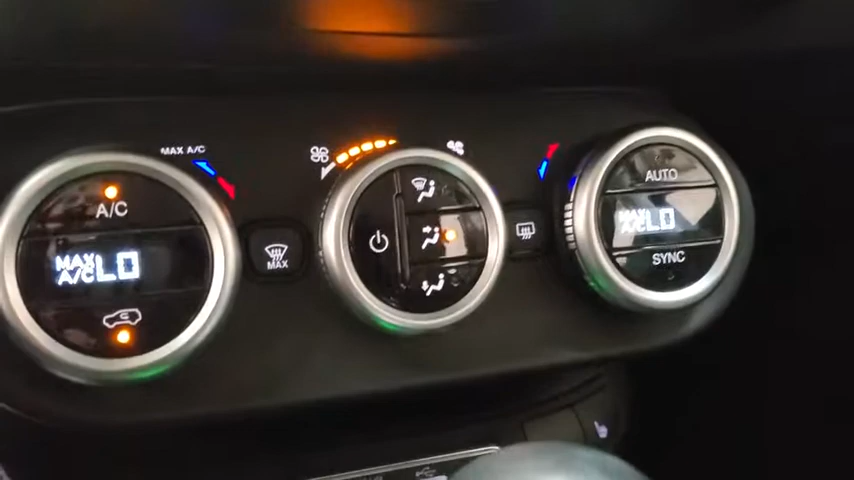 MAX A/C
A/C
MAX
A/C LO
MAX
AUTO
MAX
A/C LO
SYNC